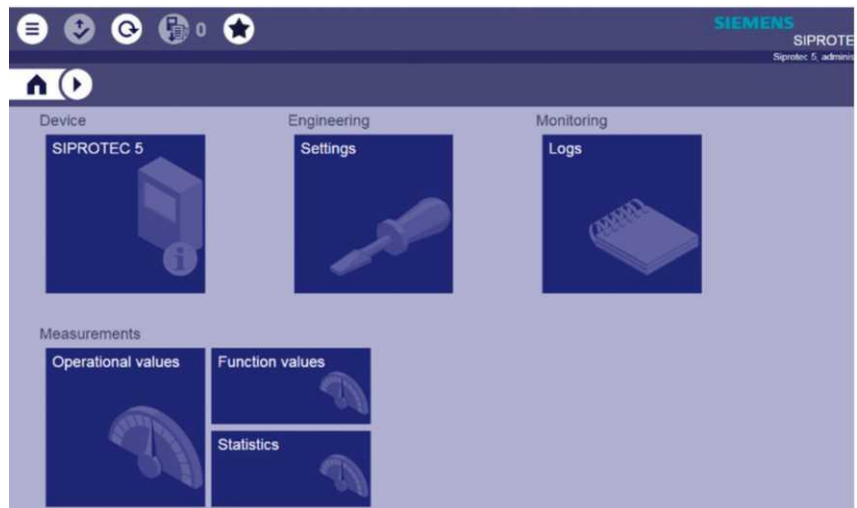 0
SIEMENS
SIPROTE
Siprotec 5, adminis
Device
Engineering
Monitoring
SIPROTEC 5
Settings
Logs
Measurements
Operational values
Function values
Statistics